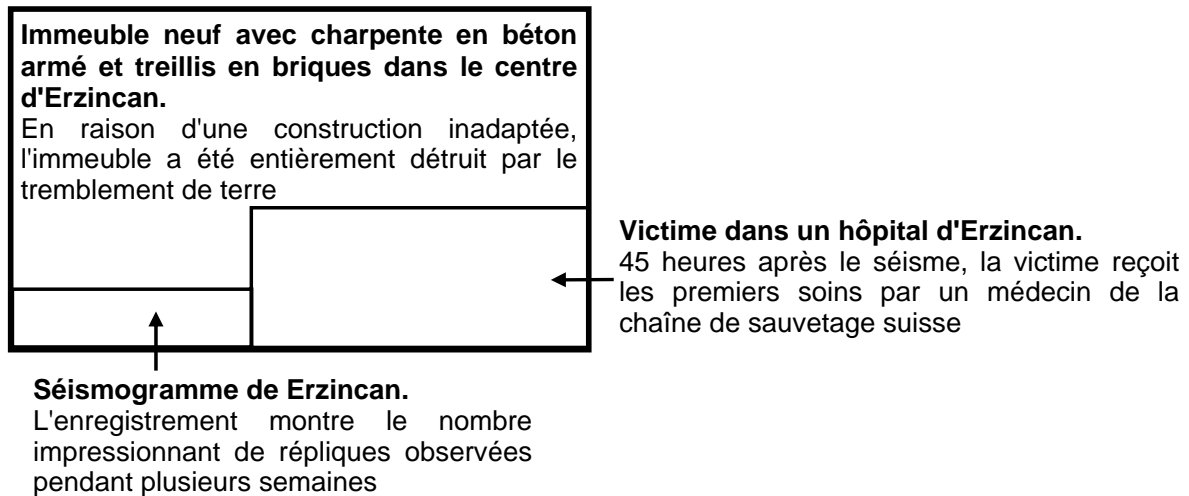 Immeuble neuf avec charpente en béton
armé et treillis en briques dans le centre
d'Erzincan.
En raison d'une construction inadaptée,
l'immeuble a été entièrement détruit par le
tremblement de terre
Victime dans un hôpital d'Erzincan.
45 heures après le séisme, la victime reçoit
les premiers soins par un médecin de la
chaîne de sauvetage suisse
Séismogramme de Erzincan.
L'enregistrement montre le nombre
impressionnant de répliques observées
pendant plusieurs semaines